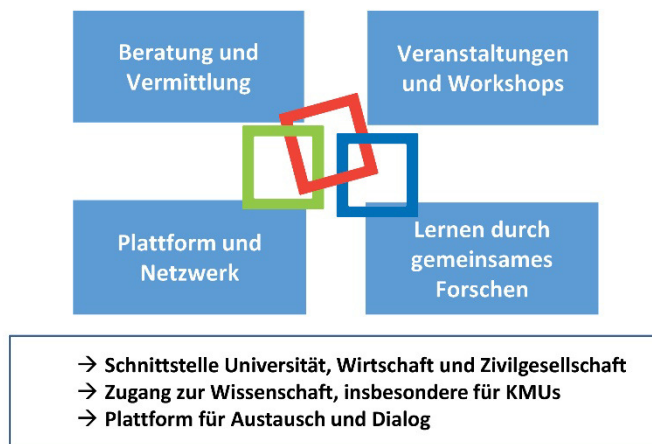 Beratung und
Vermittlung
Veranstaltungen
und Workshops
Plattform und
Netzwerk
Lernen durch
gemeinsames
Forschen
→ Schnittstelle Universität, Wirtschaft und Zivilgesellschaft
→ Zugang zur Wissenschaft, insbesondere für KMUs
→ Plattform für Austausch und Dialog